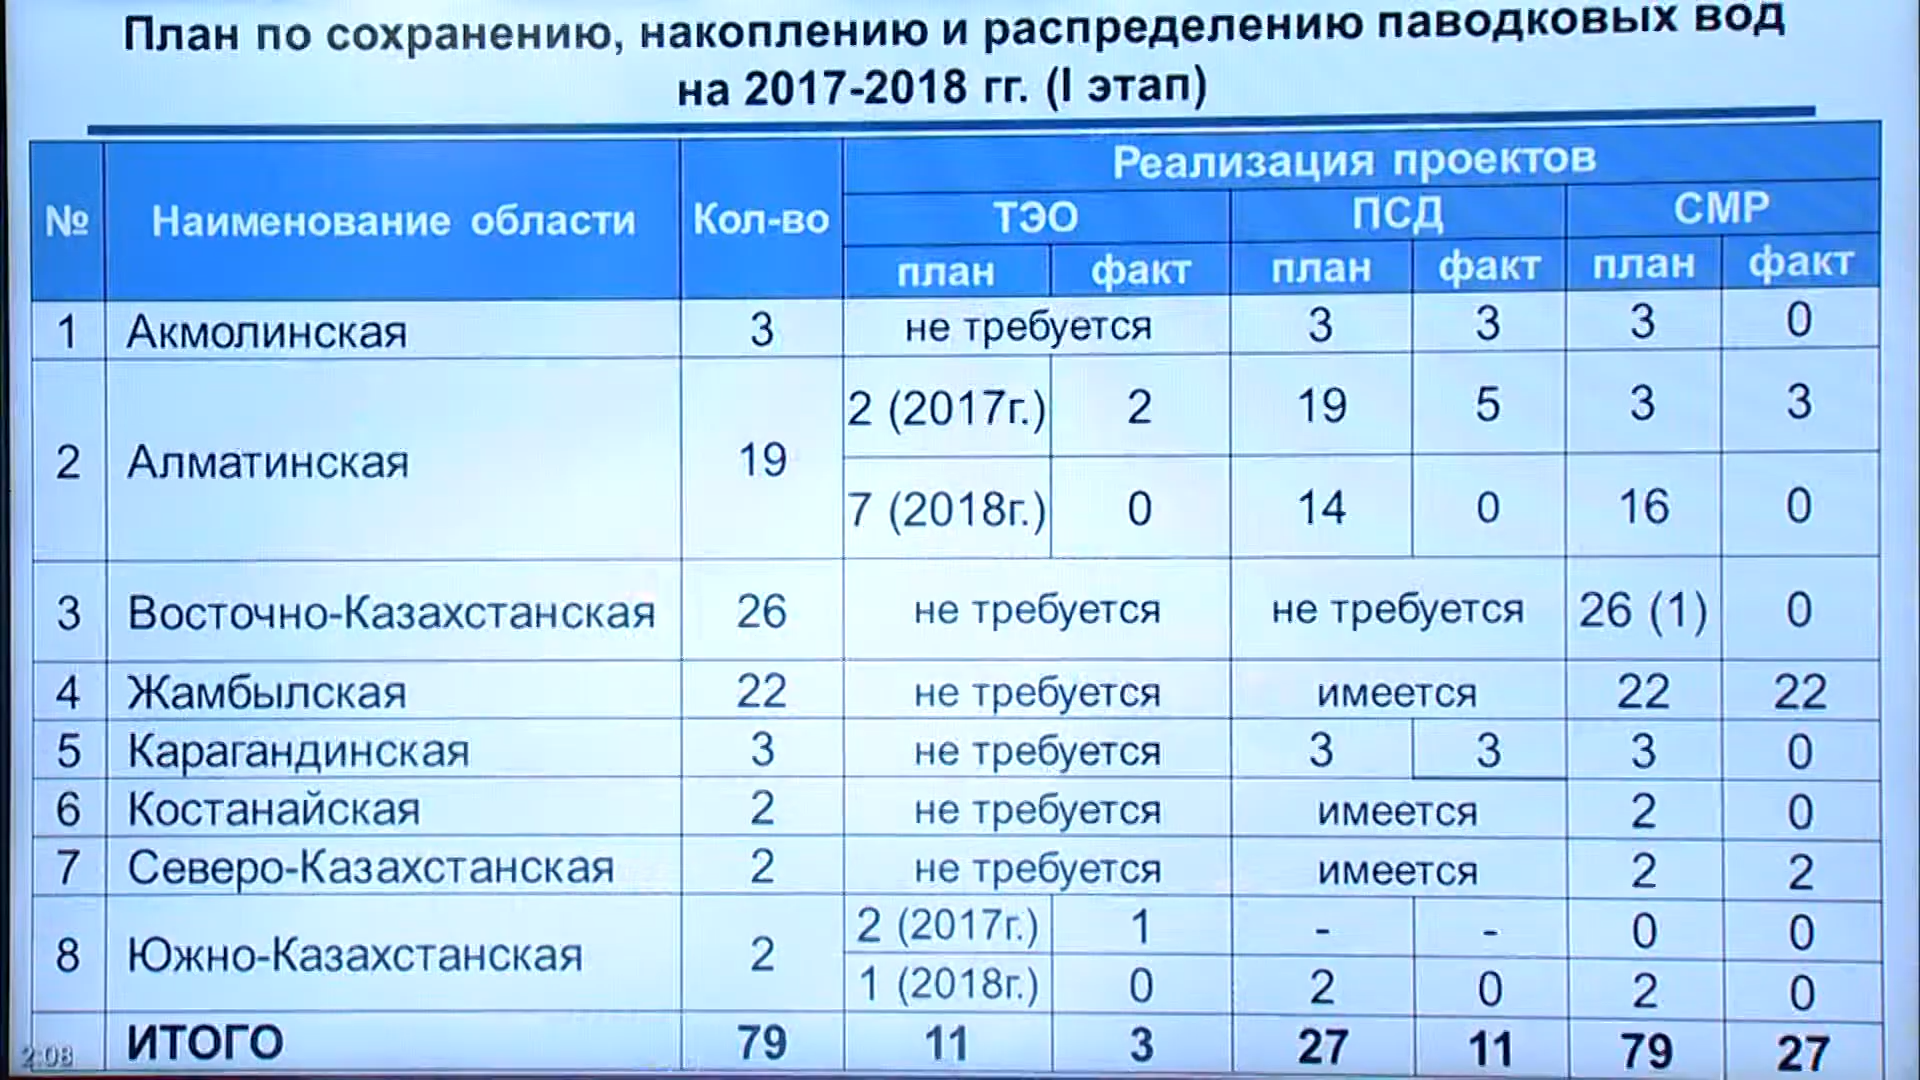 План по сохранению, накоплению и распределению паводковых вод
на 2017-2018 гг. (I этап)
№ Наименование области Кол-во Реализация проектов
ТЭО ПСД СМР
план факт план факт план факт
1 Акмолинская 3 не требуется 3 3 3 0
2 Алматинская 19 2 (2017г.) 2 19 5 3 3
7 (2018г.) 0 14 0 16 0
3 Восточно-Казахстанская 26 не требуется не требуется 26 (1) 0
4 Жамбылская 22 не требуется имеется 22 22
5 Карагандинская 3 не требуется 3 3 3 0
6 Костанайская 2 не требуется имеется 2 0
7 Северо-Казахстанская 2 не требуется имеется 2 2
8 Южно-Казахстанская 2 2 (2017г.) 1 - - 0 0
1 (2018г.) 0 2 0 2 0
ИТОГО 79 11 3 27 11 79 27
2:08